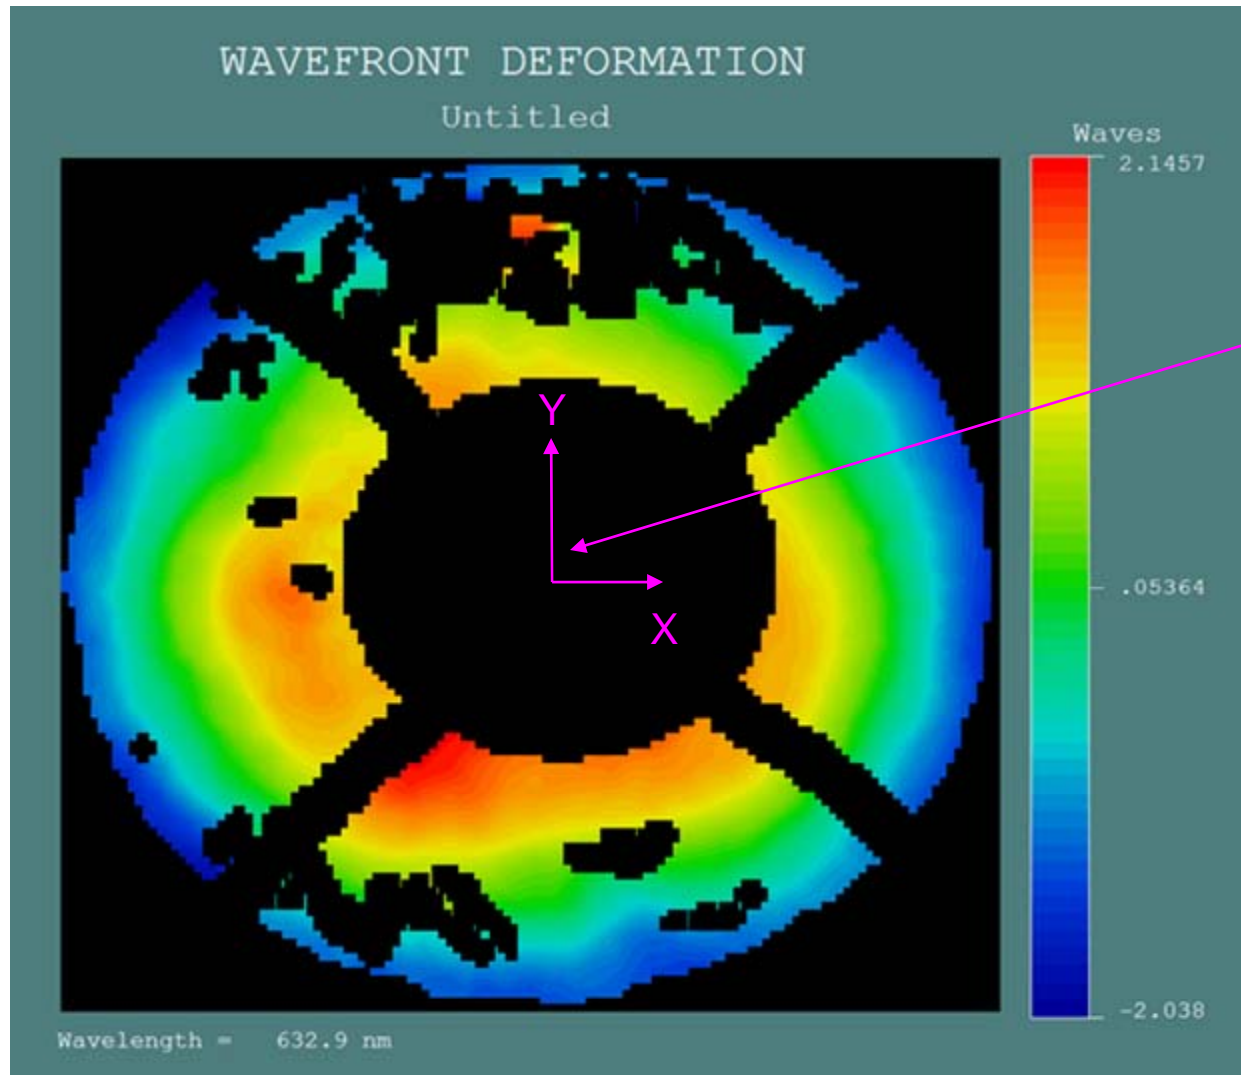 WAVEFRONT DEFORMATION
Untitled
Waves
2.1457
Y
.05364
X
-2.038
Wavelength =   632.9 nm